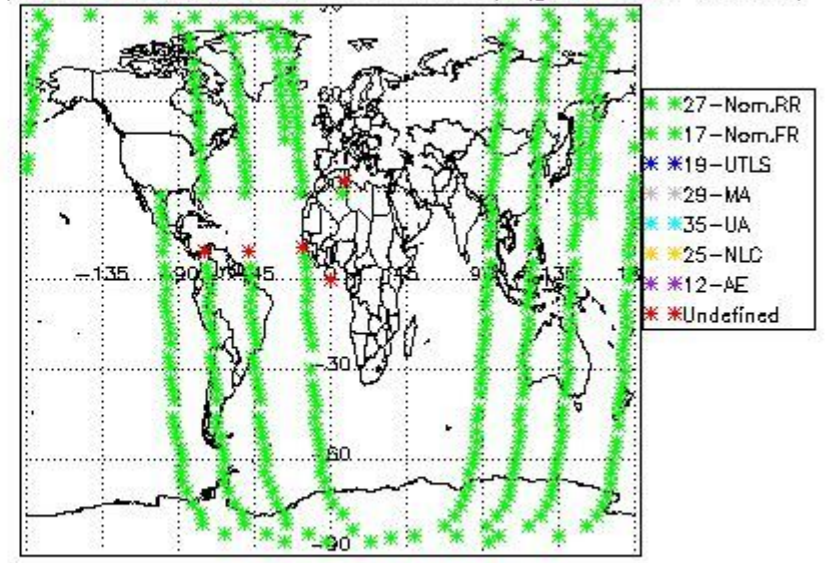 60
-135 -90 -45 45 90 135
-30
-60
-90
27-Nom.RR
17-Nom.FR
19-UTLS
29-MA
35-UA
25-NLC
12-AE
Undefined